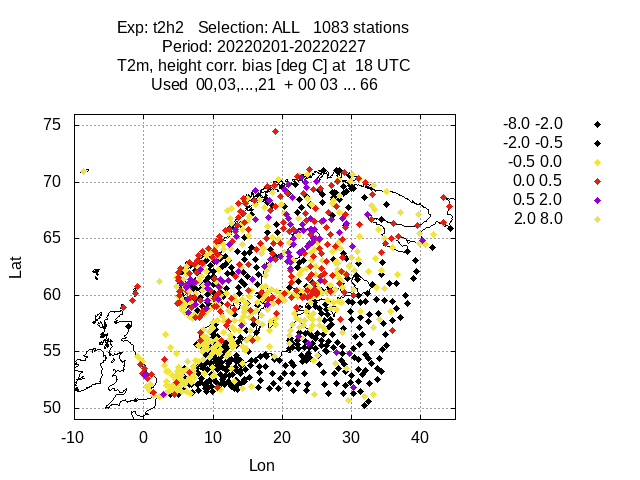 Exp: t2h2 Selection: ALL 1083 stations
Period: 20220201-20220227
T2m, height corr. bias [deg C] at 18 UTC
Used 00,03,...,21 + 00 03 ... 66
75
70
65
60
55
50
Lat
-10 0 10 20 30 40
Lon
-8.0 -2.0
-2.0 -0.5
-0.5 0.0
0.0 0.5
0.5 2.0
2.0 8.0